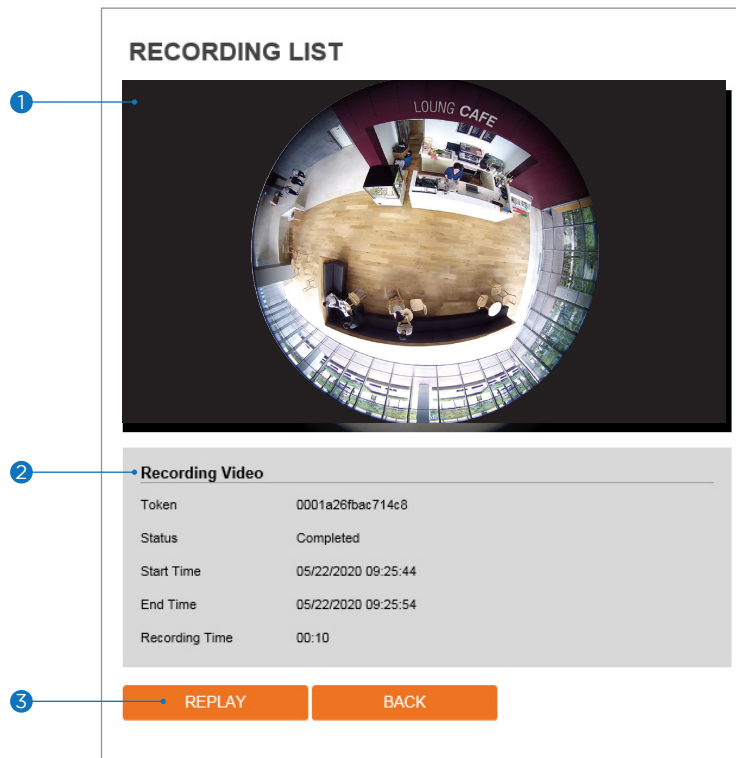 RECORDING LIST
1
LOUNG CAFE
2
Recording Video
Token 0001a26fbac714c8
Status Completed
Start Time 05/22/2020 09:25:44
End Time 05/22/2020 09:25:54
Recording Time 00:10
3
REPLAY BACK